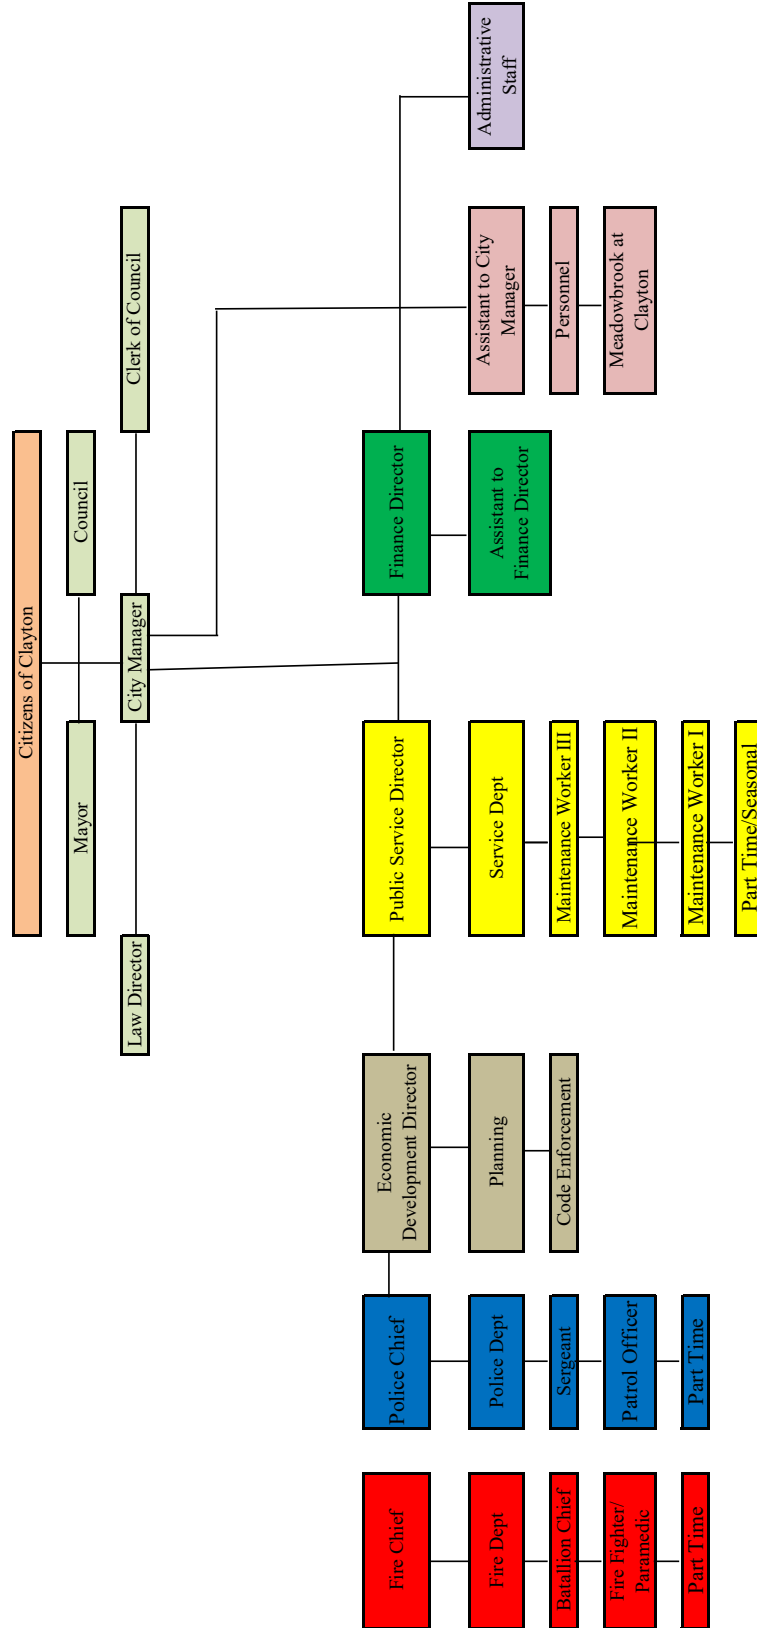 Citizens of Clayton
Mayor
Council
Law Director
City Manager
Clerk of Council
Fire Chief
Police Chief
Economic
Development Director
Public Service Director
Finance Director
Fire Dept
Police Dept
Planning
Service Dept
Assistant to
Finance Director
Assistant to City
Manager
Administrative
Staff
Batallion Chief
Sergeant
Code Enforcement
Maintenance Worker III
Personnel
Fire Fighter/
Paramedic
Patrol Officer
Maintenance Worker II
Meadowbrook at
Clayton
Part Time
Part Time
Maintenance Worker I
Part Time/Seasonal